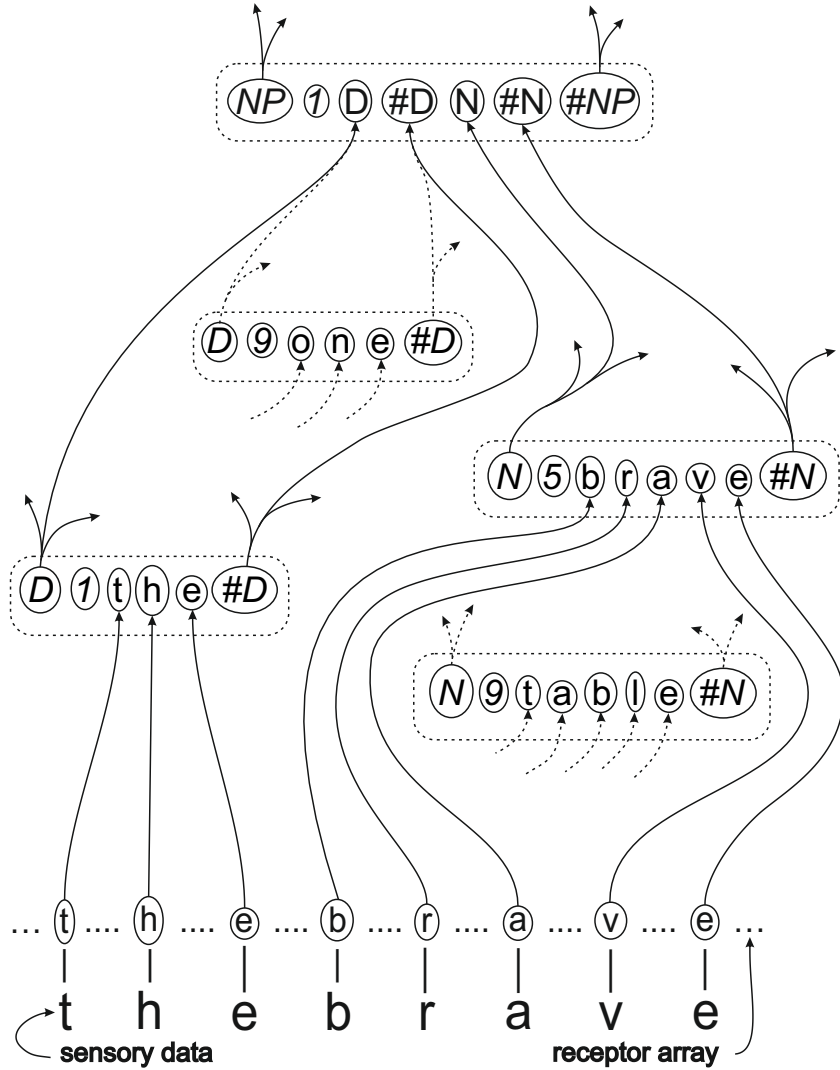 NP 1 D #D N #N #NP
D 9 o n e #D
N 5 b r a v e #N
D 1 t h e #D
N 9 t a b l e #N
... t .... h .... e .... b .... r .... a .... v .... e ...
t h e b r a v e
sensory data receptor array